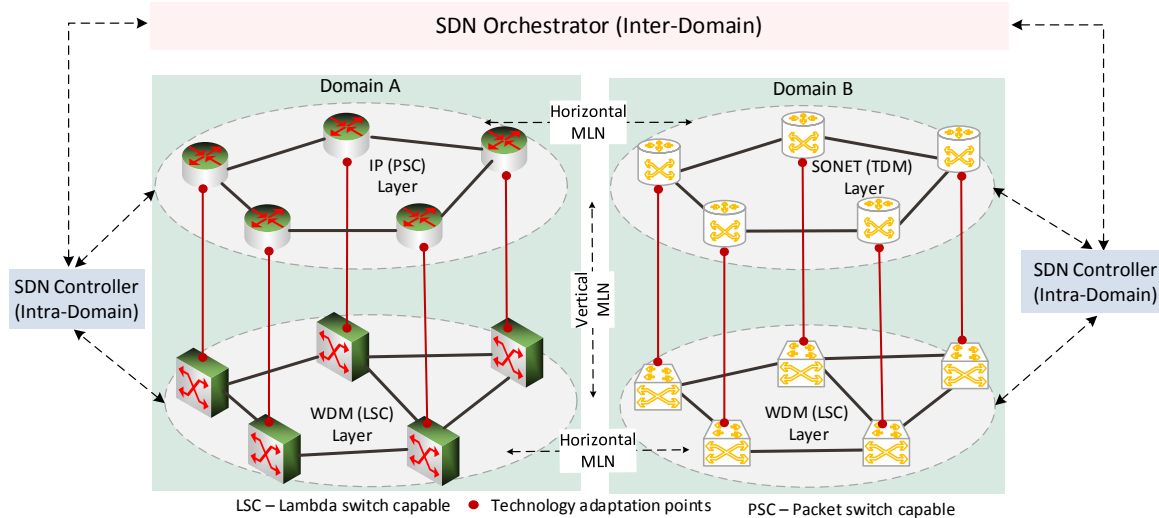 SDN Orchestrator (Inter-Domain)
Domain A
Domain B
Horizontal
MLN
IP (PSC)
Layer
SONET (TDM)
Layer
SDN Controller
(Intra-Domain)
Vertical
MLN
SDN Controller
(Intra-Domain)
WDM (LSC)
Layer
WDM (LSC)
Layer
Horizontal
MLN
LSC – Lambda switch capable
Technology adaptation points
PSC – Packet switch capable